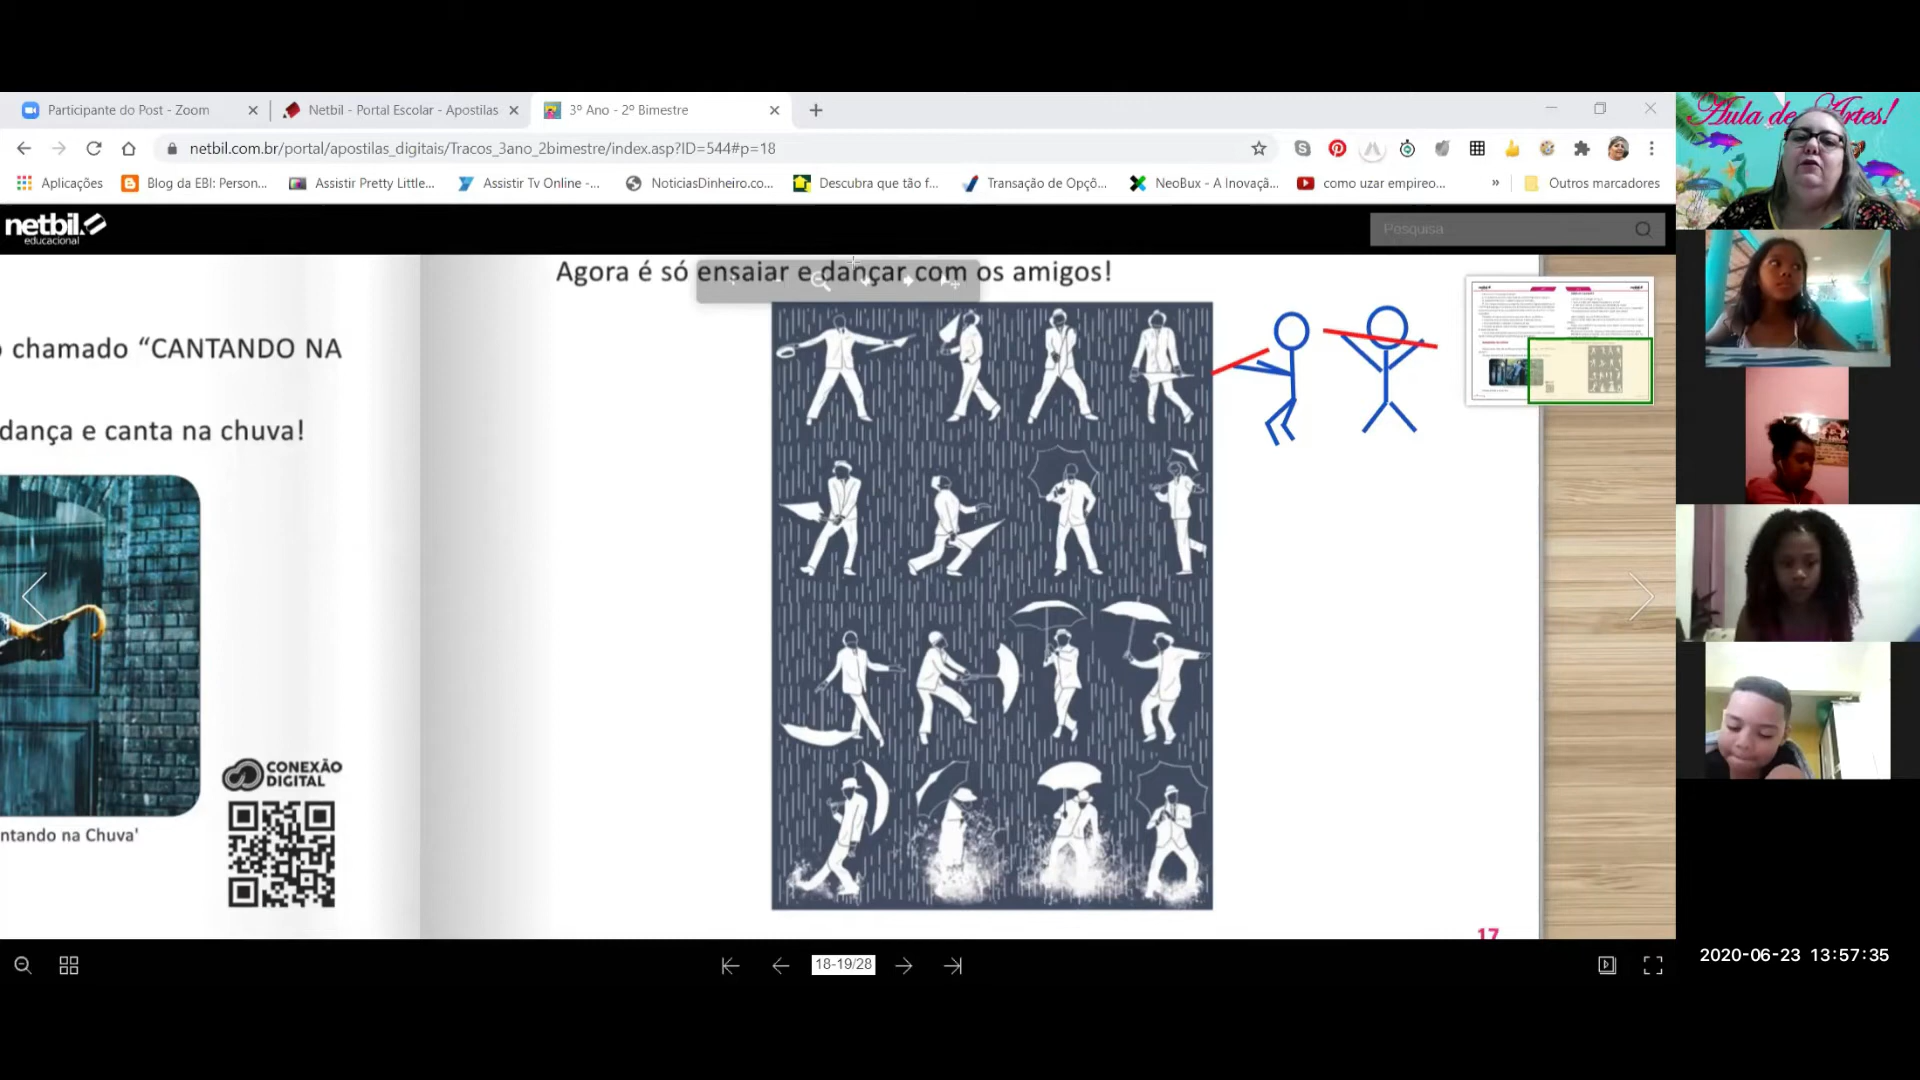 Participante do Post - Zoom
Netbil - Portal Escolar - Apostilas
3º Ano - 2º Bimestre
netbil.com.br/portal/apostilas_digitais/Tracos_3ano_2bimestre/index.asp?ID=544#p=18
Aplicações
Blog da EBI: Person...
Assistir Pretty Little...
Assistir Tv Online -...
NoticiasDinheiro.co...
Descubra que tão f...
Transação de Opçõ...
NeoBux - A Inovaçã...
como uzar empireo...
»
Outros marcadores
netbil
educacional
Pesquisa
Aula de Artes!
Agora é só ensaiar e dançar com os amigos!
o chamado “CANTANDO NA
dança e canta na chuva!
CONEXÃO
DIGITAL
ntando na Chuva'
17
18-19/28
2020-06-23 13:57:35